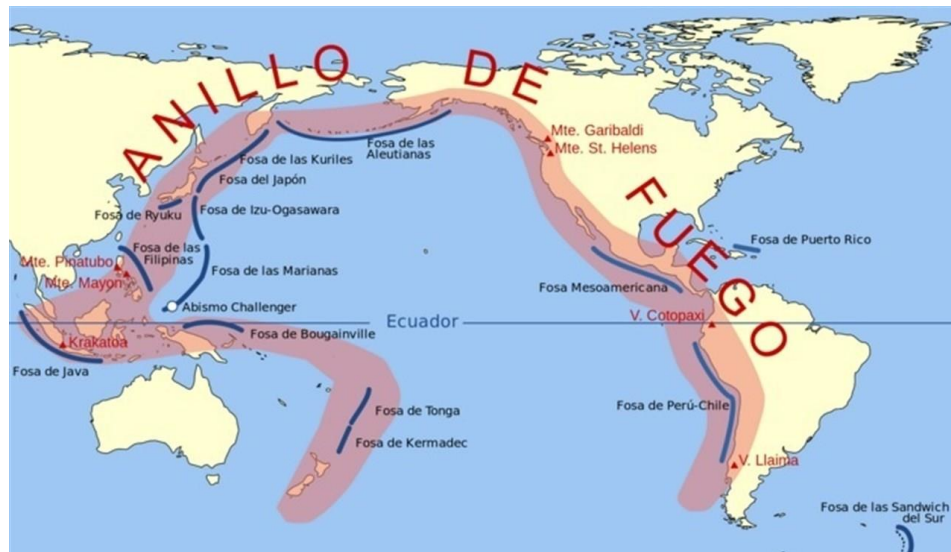 ANILLO DE FUEGO
Mte. Garibaldi
Mte. St. Helens
Fosa de las
Aleutianas
Fosa de las Kuriles
Fosa del Japón
Fosa de Ryuku
Fosa de Izu-Ogasawara
Fosa de Puerto Rico
Fosa de las
Filipinas
Mte. Pinatubo
Mte. Mayon
Fosa de las Marianas
Fosa Mesoamericana
Abismo Challenger
V. Cotopaxi
Ecuador
Fosa de Bougainville
Krakatoa
Fosa de Java
Fosa de Perú-Chile
Fosa de Tonga
Fosa de Kermadec
V. Llaima
Fosa de las Sandwich
del Sur